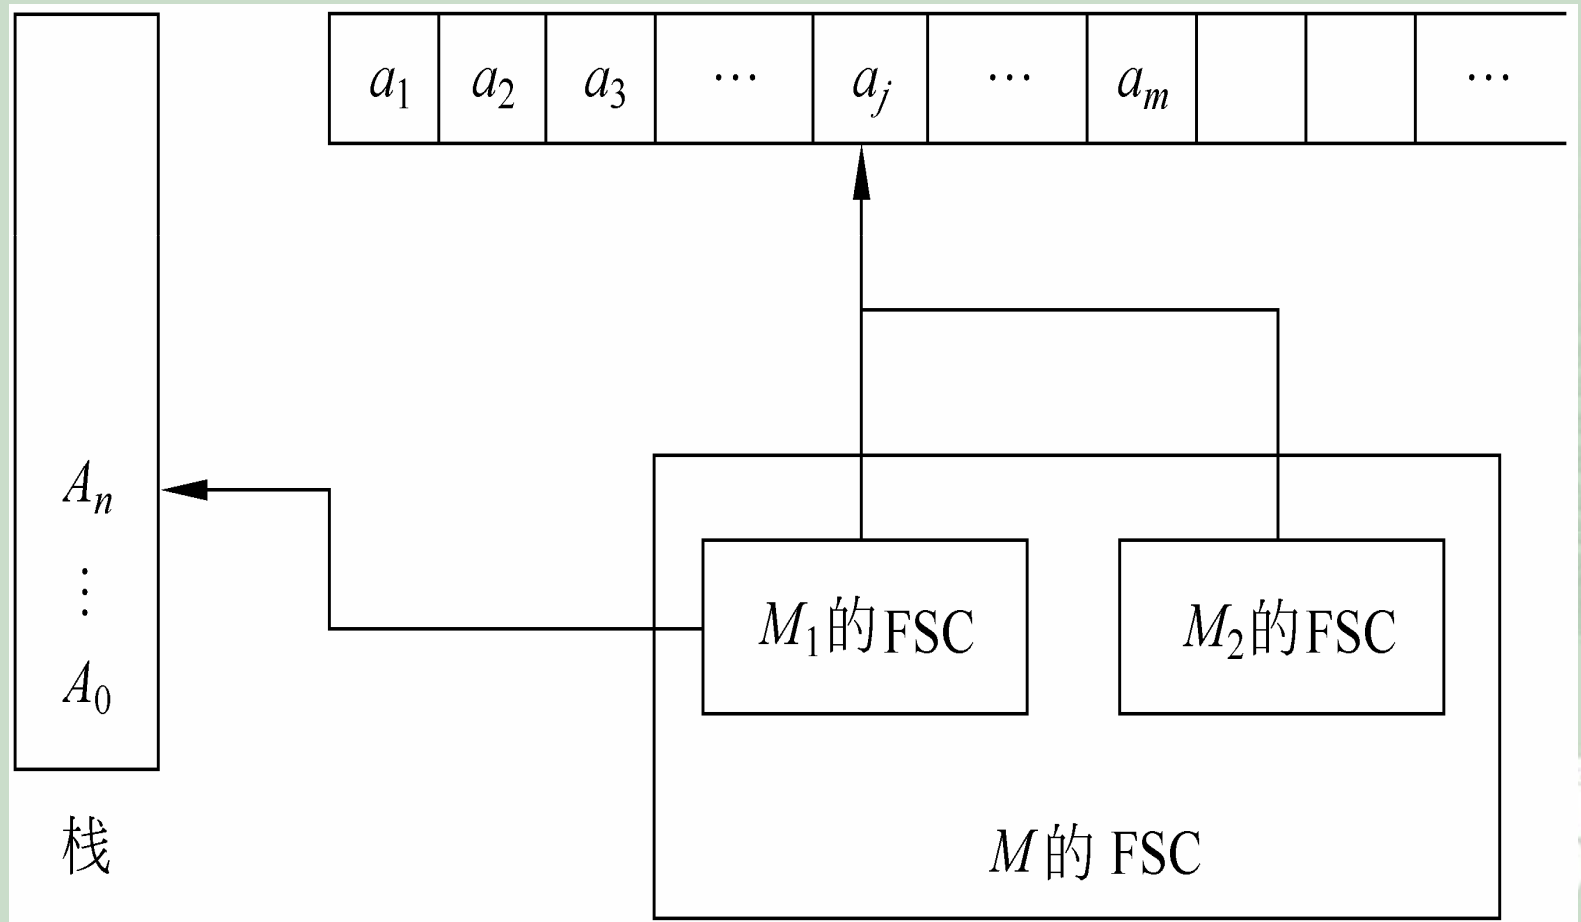 a1 a2 a3 … aj … am …
An
⋮
A0
M1的FSC M2的FSC
栈
M的 FSC